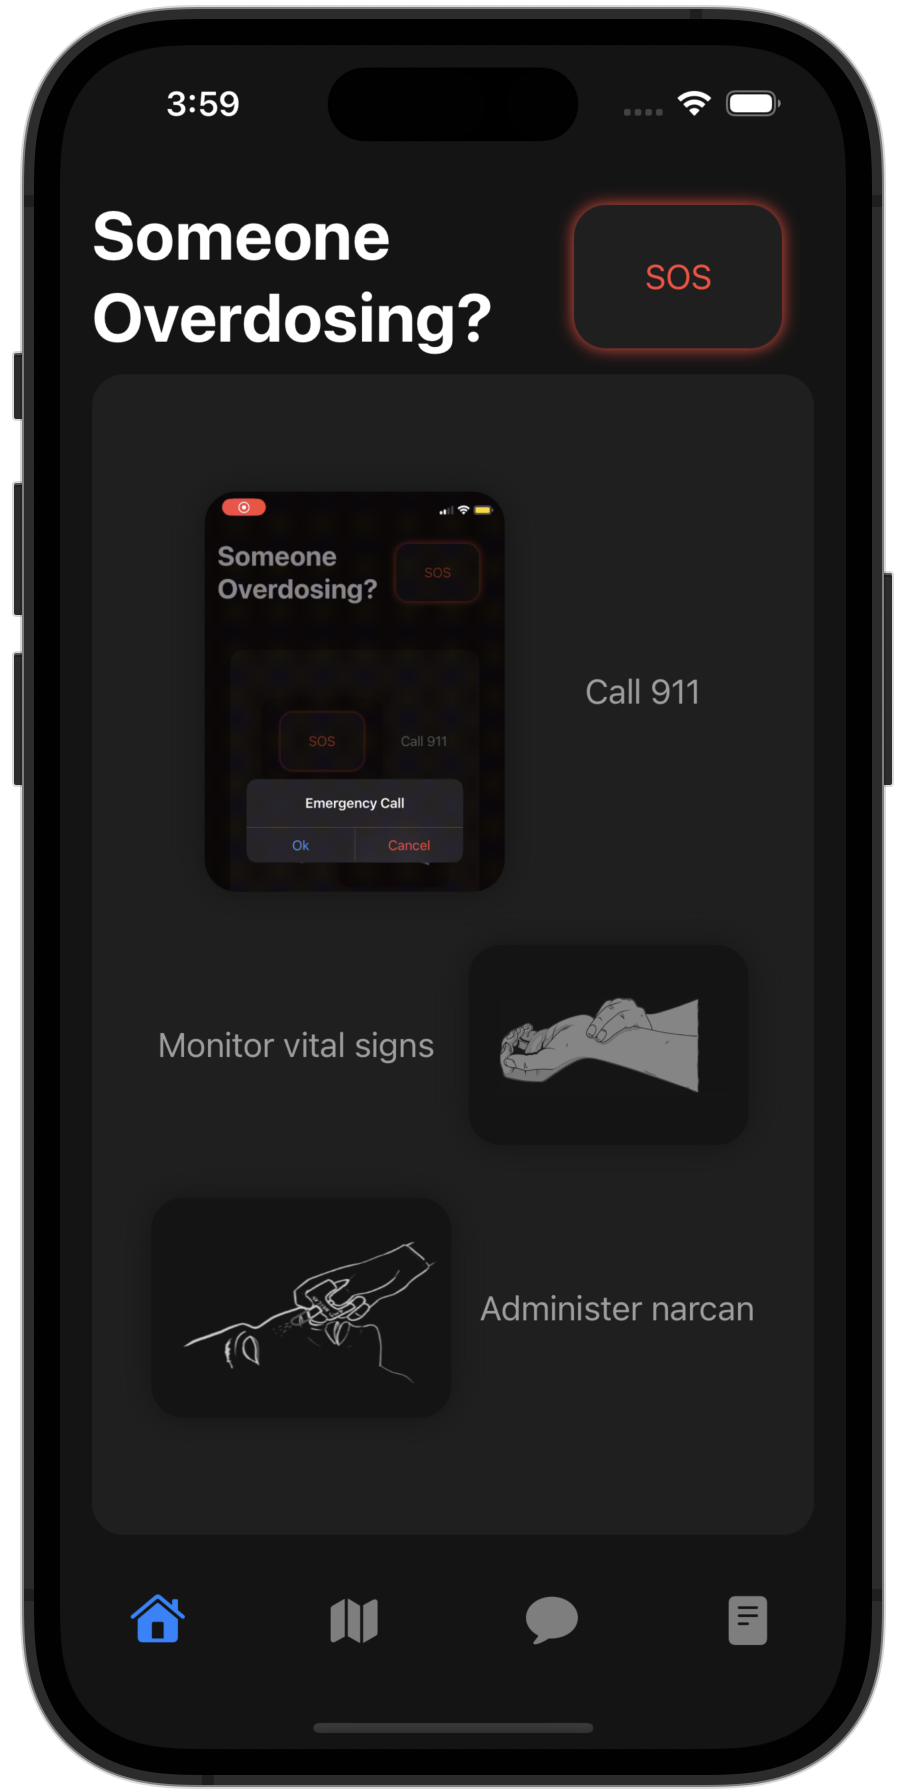 3:59
Someone
Overdosing?
SOS
Someone
Overdosing?
SOS
SOS
Call 911
Emergency Call
Ok
Cancel
Call 911
Monitor vital signs
Administer narcan